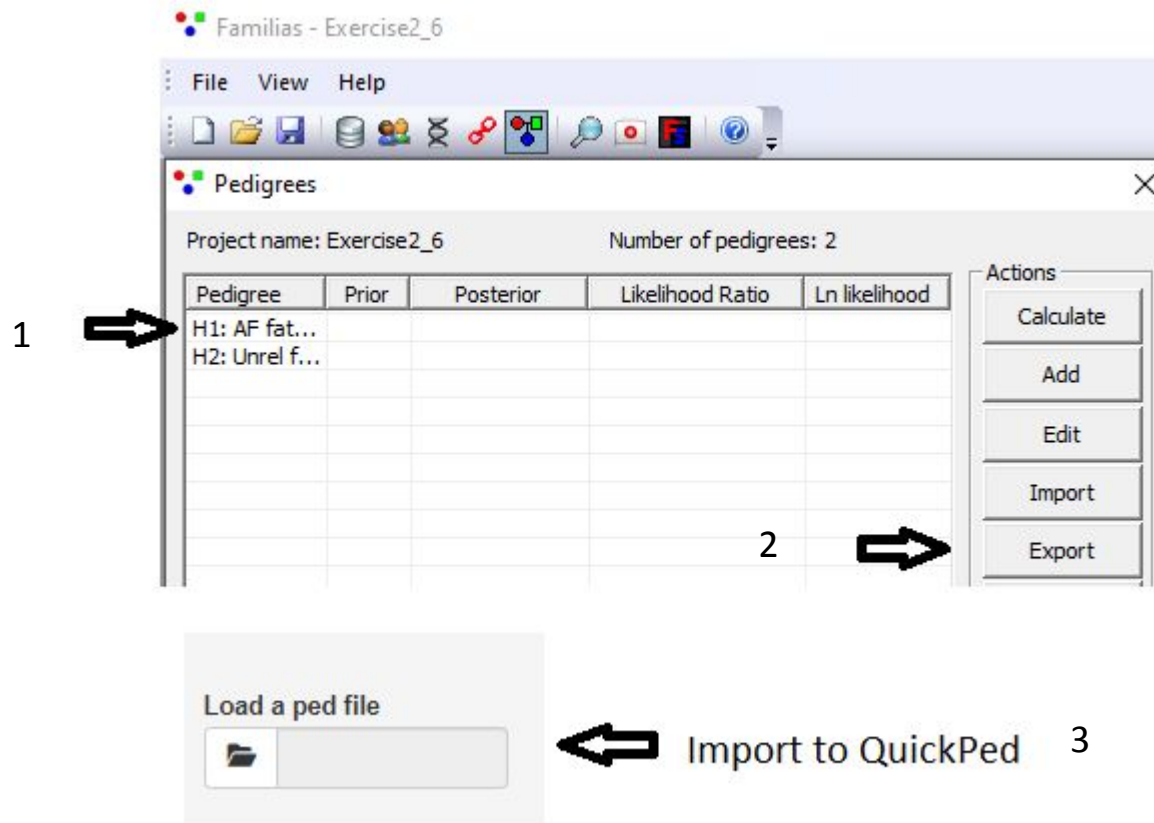 Familias - Exercise2_6
File View Help
Pedigrees
Project name: Exercise2_6 Number of pedigrees: 2
Actions
Pedigree Prior Posterior Likelihood Ratio Ln likelihood
Calculate
1
H1: AF fat...
H2: Unrel f...
Add
Edit
Import
2
Export
Load a ped file
Import to QuickPed 3